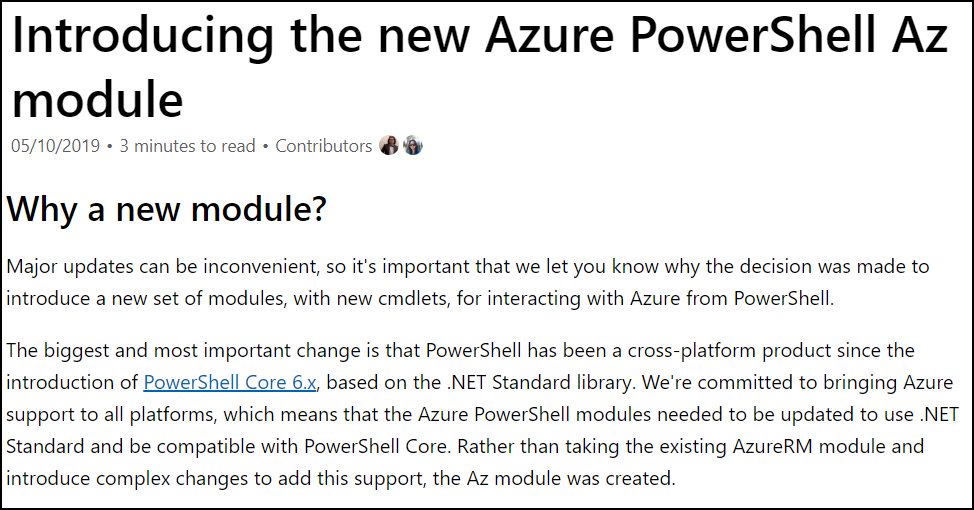 Introducing the new Azure PowerShell Az
module
05/10/2019 • 3 minutes to read • Contributors
Why a new module?
Major updates can be inconvenient, so it's important that we let you know why the decision was made to
introduce a new set of modules, with new cmdlets, for interacting with Azure from PowerShell.
The biggest and most important change is that PowerShell has been a cross-platform product since the
introduction of PowerShell Core 6.x, based on the .NET Standard library. We're committed to bringing Azure
support to all platforms, which means that the Azure PowerShell modules needed to be updated to use .NET
Standard and be compatible with PowerShell Core. Rather than taking the existing AzureRM module and
introduce complex changes to add this support, the Az module was created.